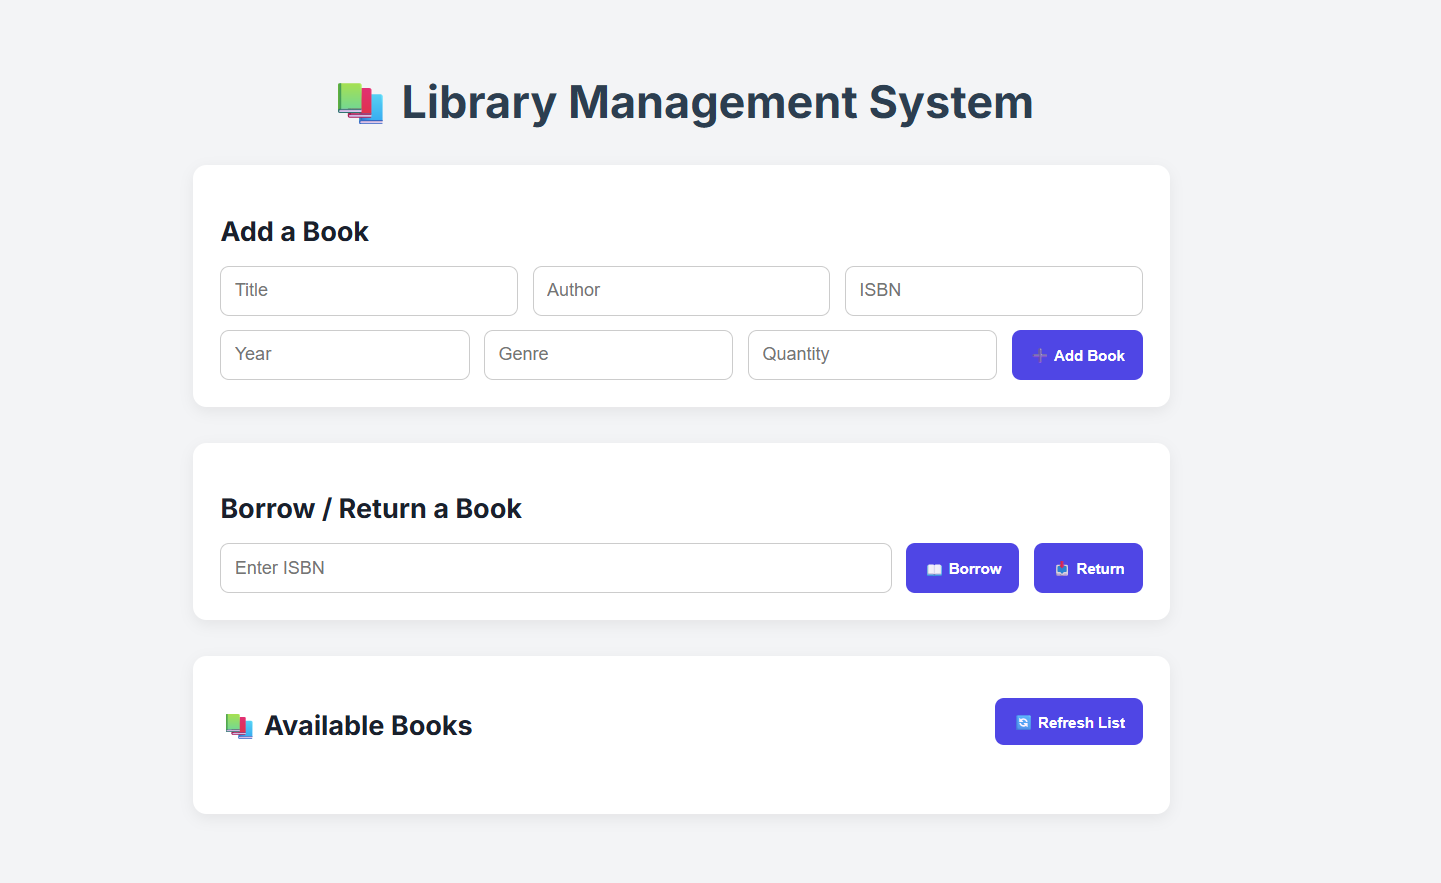 📚 Library Management System
Add a Book
Title Author ISBN
Year Genre Quantity ➕ Add Book
Borrow / Return a Book
Enter ISBN 📖 Borrow 📤 Return
📚 Available Books 🔄 Refresh List